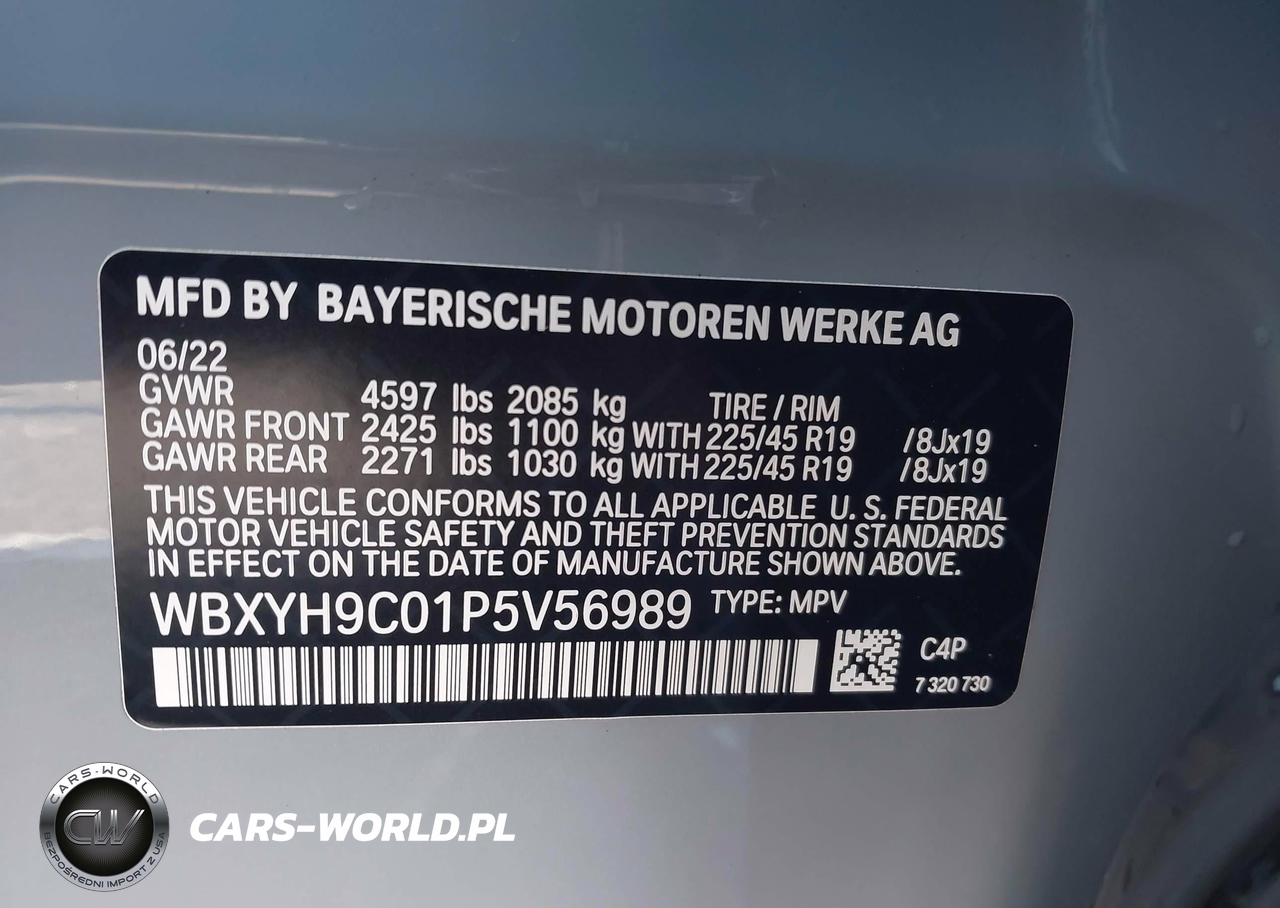 MFD BY BAYERISCHE MOTOREN WERKE AG
06/22
GVWR 4597 lbs 2085 kg TIRE / RIM
GAWR FRONT 2425 lbs 1100 kg WITH 225/45 R19 /8Jx19
GAWR REAR 2271 lbs 1030 kg WITH 225/45 R19 /8Jx19
THIS VEHICLE CONFORMS TO ALL APPLICABLE U. S. FEDERAL
MOTOR VEHICLE SAFETY AND THEFT PREVENTION STANDARDS
IN EFFECT ON THE DATE OF MANUFACTURE SHOWN ABOVE.
WBXYH9C01P5V56989 TYPE: MPV
C4P
7 320 730
CARS-WORLD
CW
BEZPOŚREDNI IMPORT Z USA
CARS-WORLD.PL